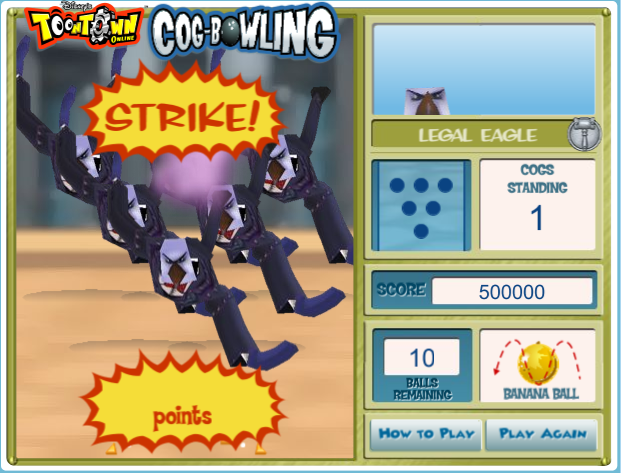 Disney's
TOONTOWN
ONLINE
COG-BOWLING
STRIKE!
points
LEGAL EAGLE
COGS
STANDING
1
SCORE
500000
10
BALLS
REMAINING
BANANA BALL
HOW TO PLAY
PLAY AGAIN